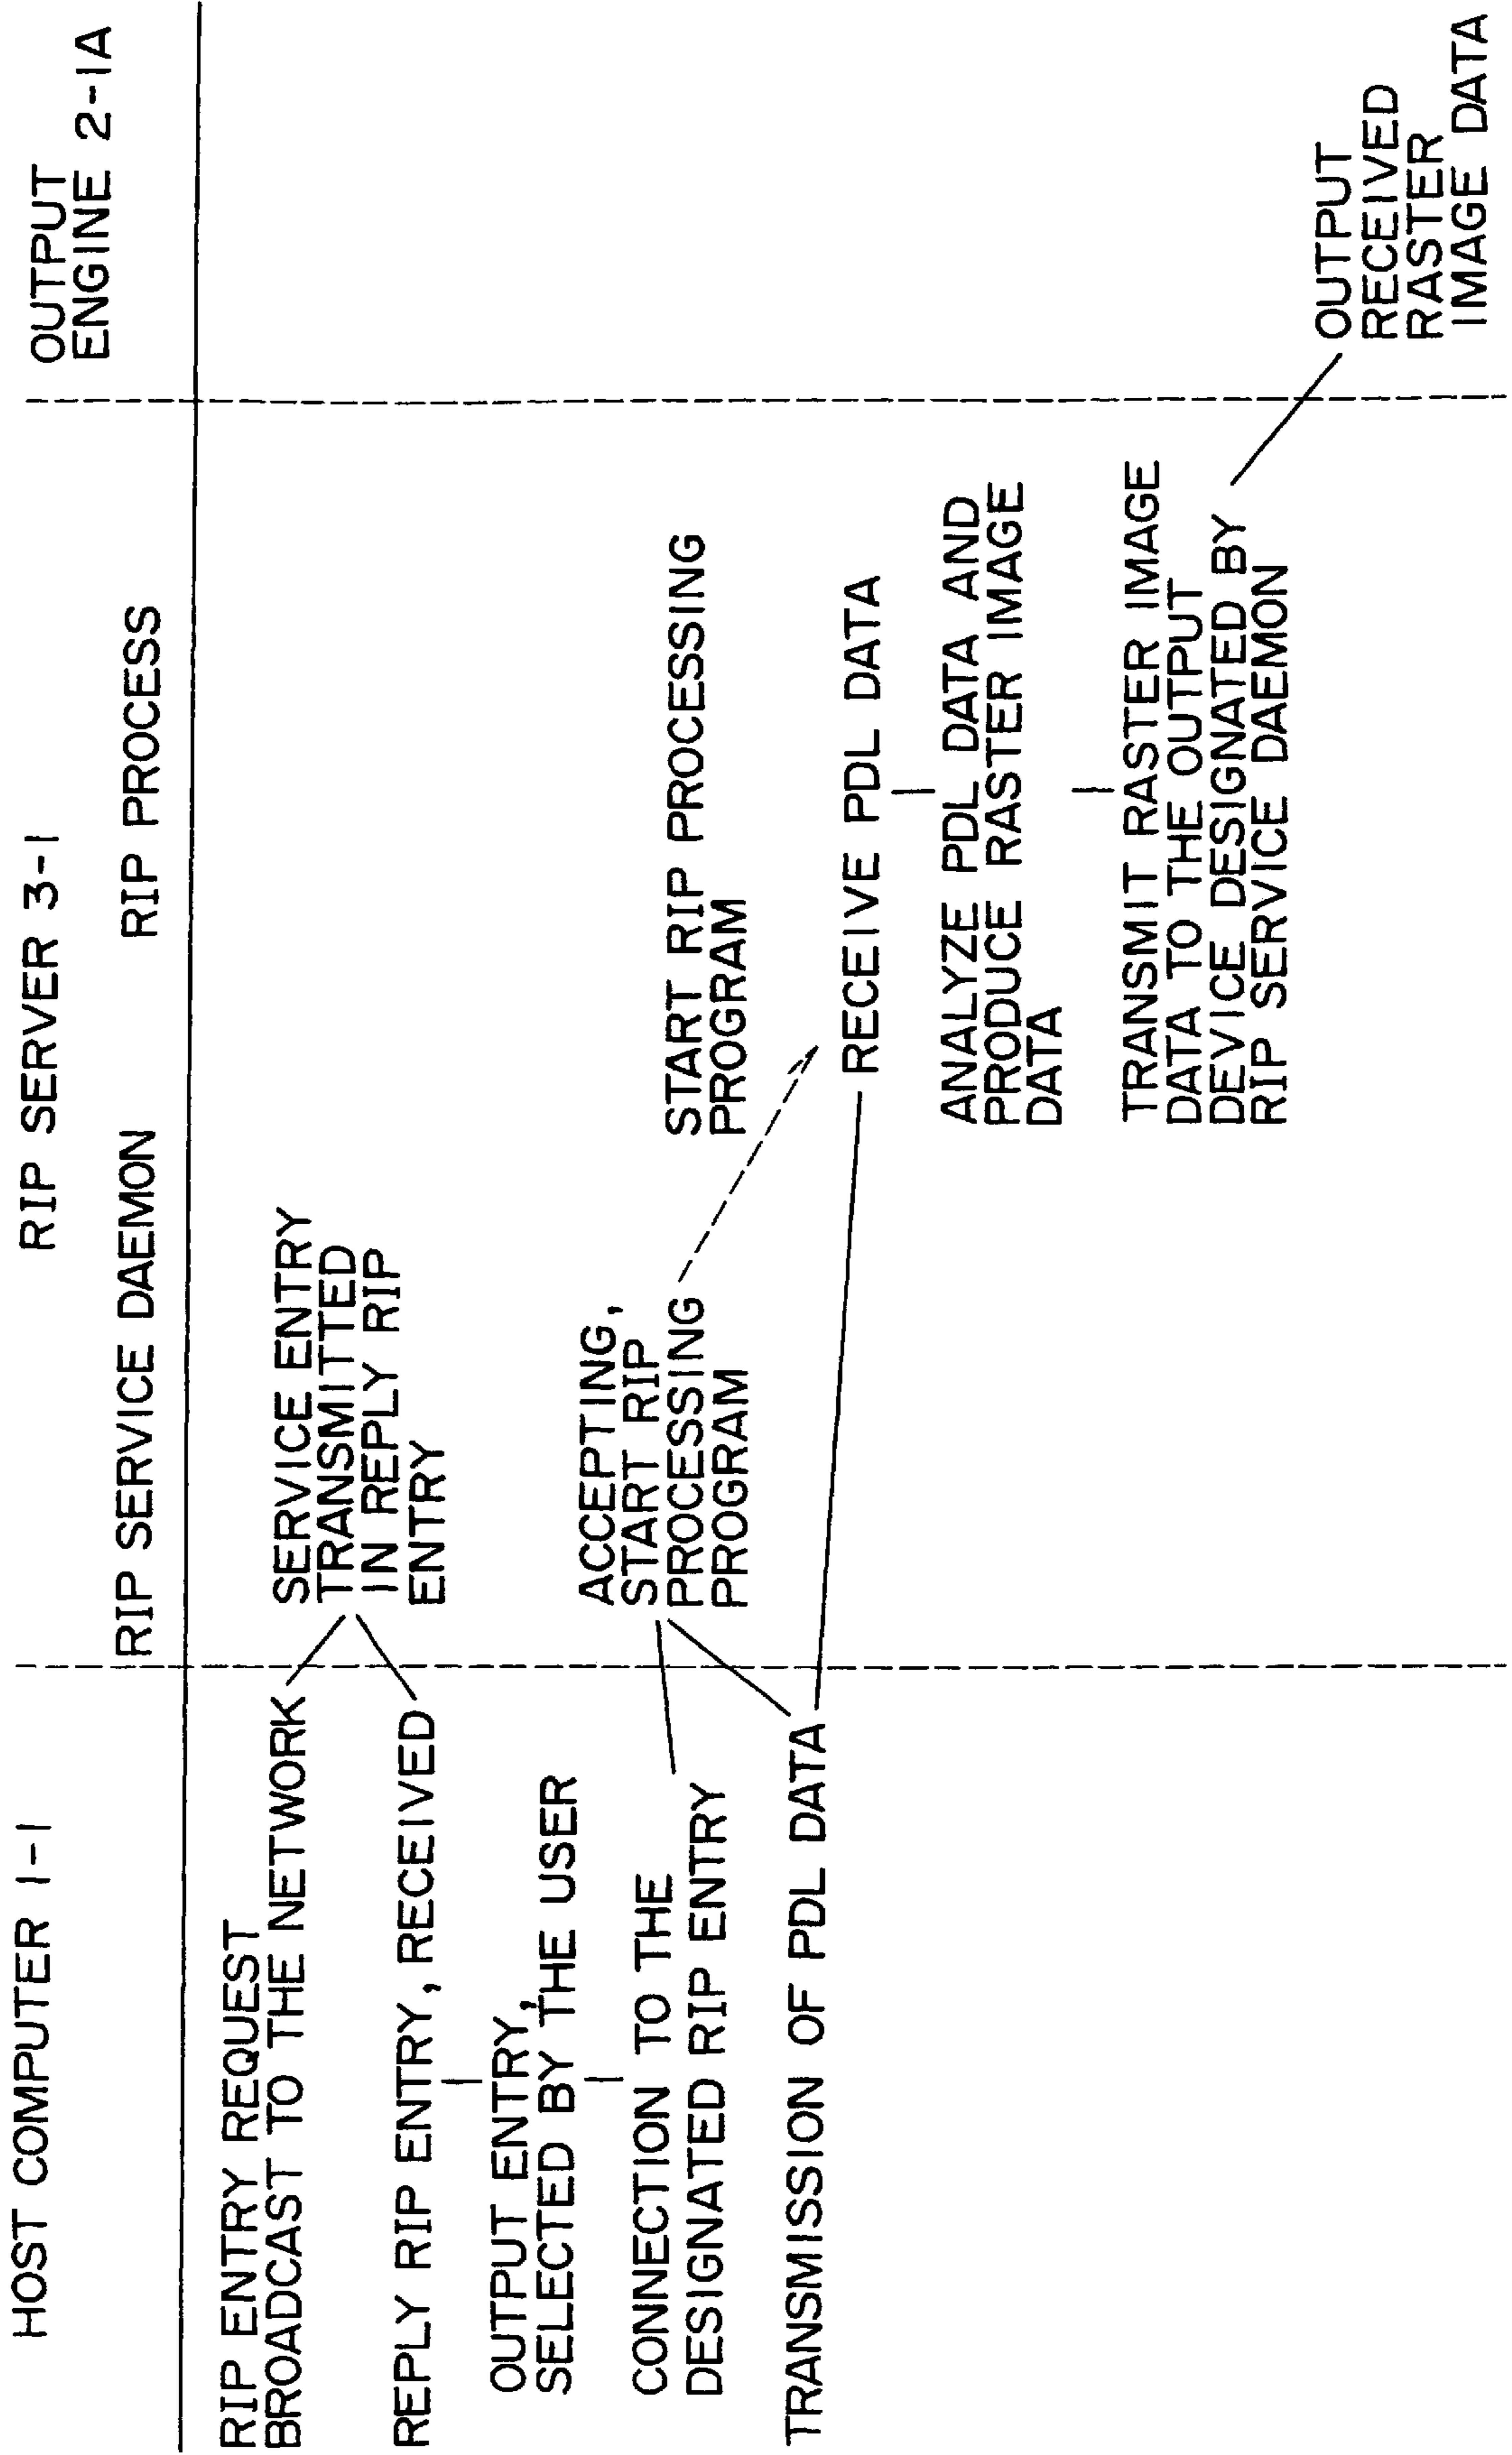 HOST COMPUTER 1-1
RIP SERVER 3-1
OUTPUT
ENGINE 2-1A
RIP SERVICE DAEMON
RIP PROCESS
RIP ENTRY REQUEST
BROADCAST TO THE NETWORK
SERVICE ENTRY
TRANSMITTED
IN REPLY RIP
ENTRY
REPLY RIP ENTRY, RECEIVED
OUTPUT ENTRY,
SELECTED BY THE USER
CONNECTION TO THE
DESIGNATED RIP ENTRY
ACCEPTING,
START RIP
PROCESSING
PROGRAM
START RIP PROCESSING
PROGRAM
TRANSMISSION OF PDL DATA
RECEIVE PDL DATA
ANALYZE PDL DATA AND
PRODUCE RASTER IMAGE
DATA
TRANSMIT RASTER IMAGE
DATA TO THE OUTPUT
DEVICE DESIGNATED BY
RIP SERVICE DAEMON
OUTPUT
RECEIVED
RASTER
IMAGE DATA